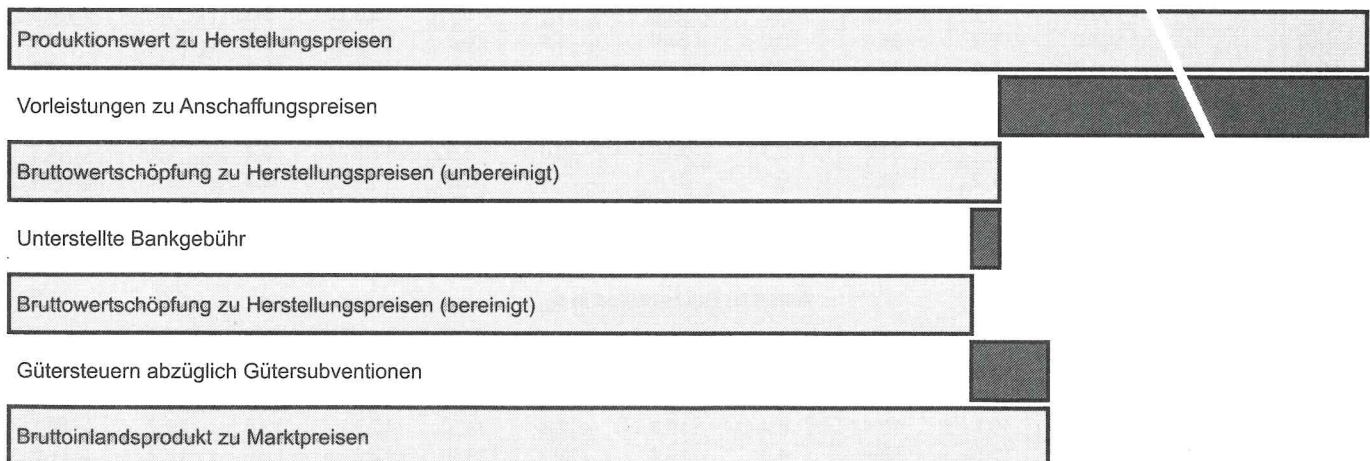 Produktionswert zu Herstellungspreisen
Vorleistungen zu Anschaffungspreisen
Bruttowertschöpfung zu Herstellungspreisen (unbereinigt)
Unterstellte Bankgebühr
Bruttowertschöpfung zu Herstellungspreisen (bereinigt)
Gütersteuern abzüglich Gütersubventionen
Bruttoinlandsprodukt zu Marktpreisen